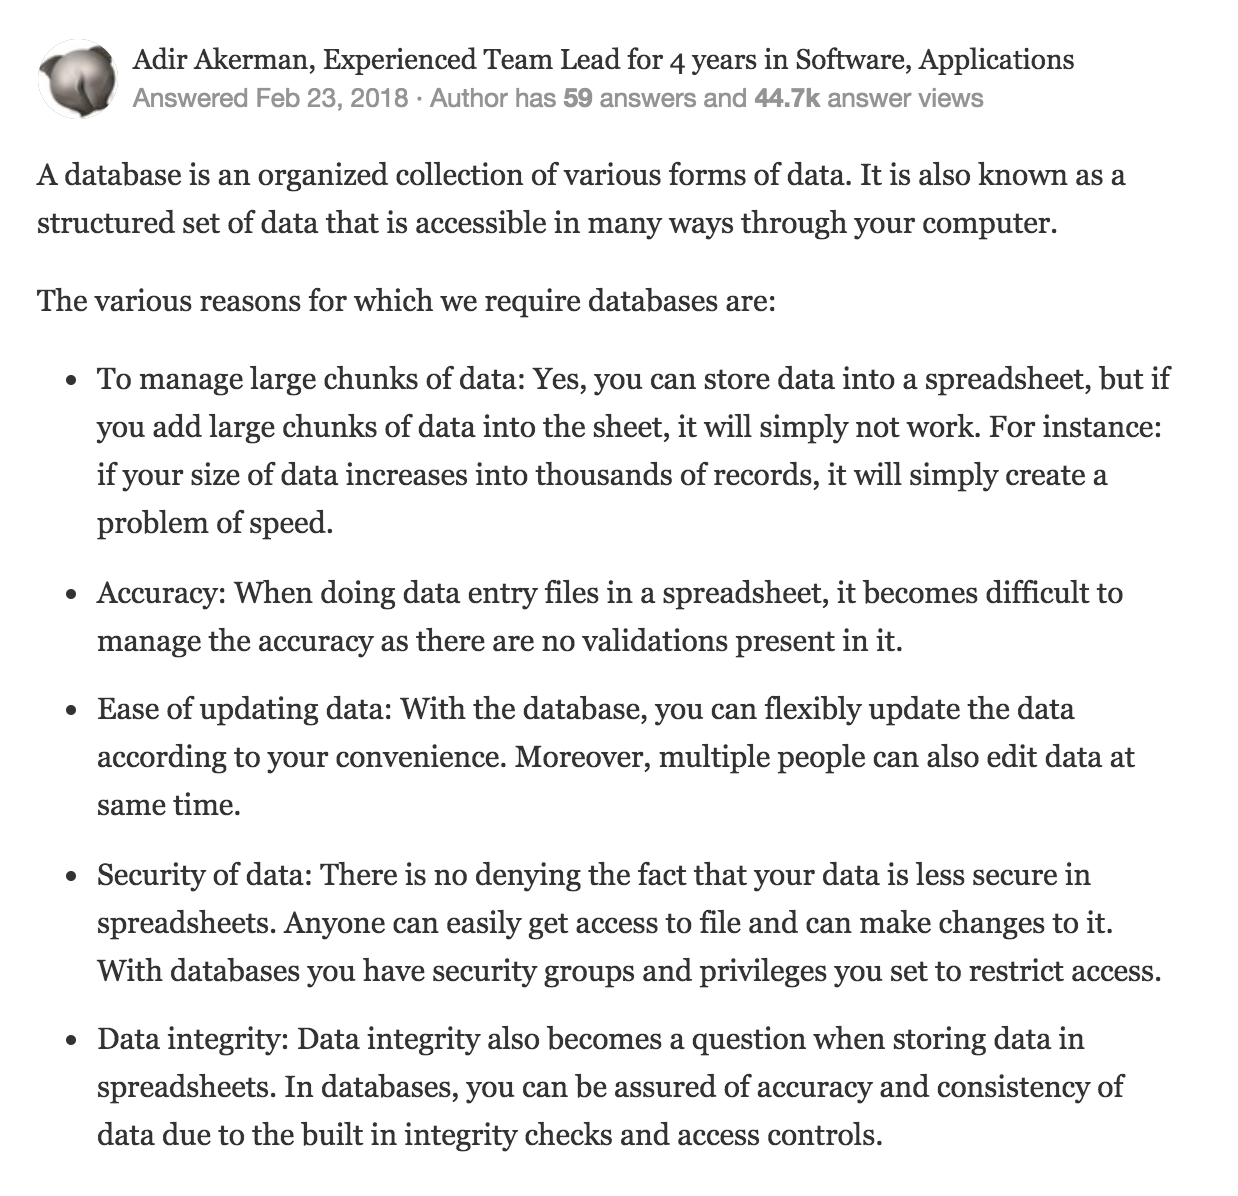 Adir Akerman, Experienced Team Lead for 4 years in Software, Applications
Answered Feb 23, 2018 · Author has 59 answers and 44.7k answer views
A database is an organized collection of various forms of data. It is also known as a
structured set of data that is accessible in many ways through your computer.
The various reasons for which we require databases are:
• To manage large chunks of data: Yes, you can store data into a spreadsheet, but if
you add large chunks of data into the sheet, it will simply not work. For instance:
if your size of data increases into thousands of records, it will simply create a
problem of speed.
• Accuracy: When doing data entry files in a spreadsheet, it becomes difficult to
manage the accuracy as there are no validations present in it.
• Ease of updating data: With the database, you can flexibly update the data
according to your convenience. Moreover, multiple people can also edit data at
same time.
• Security of data: There is no denying the fact that your data is less secure in
spreadsheets. Anyone can easily get access to file and can make changes to it.
With databases you have security groups and privileges you set to restrict access.
• Data integrity: Data integrity also becomes a question when storing data in
spreadsheets. In databases, you can be assured of accuracy and consistency of
data due to the built in integrity checks and access controls.